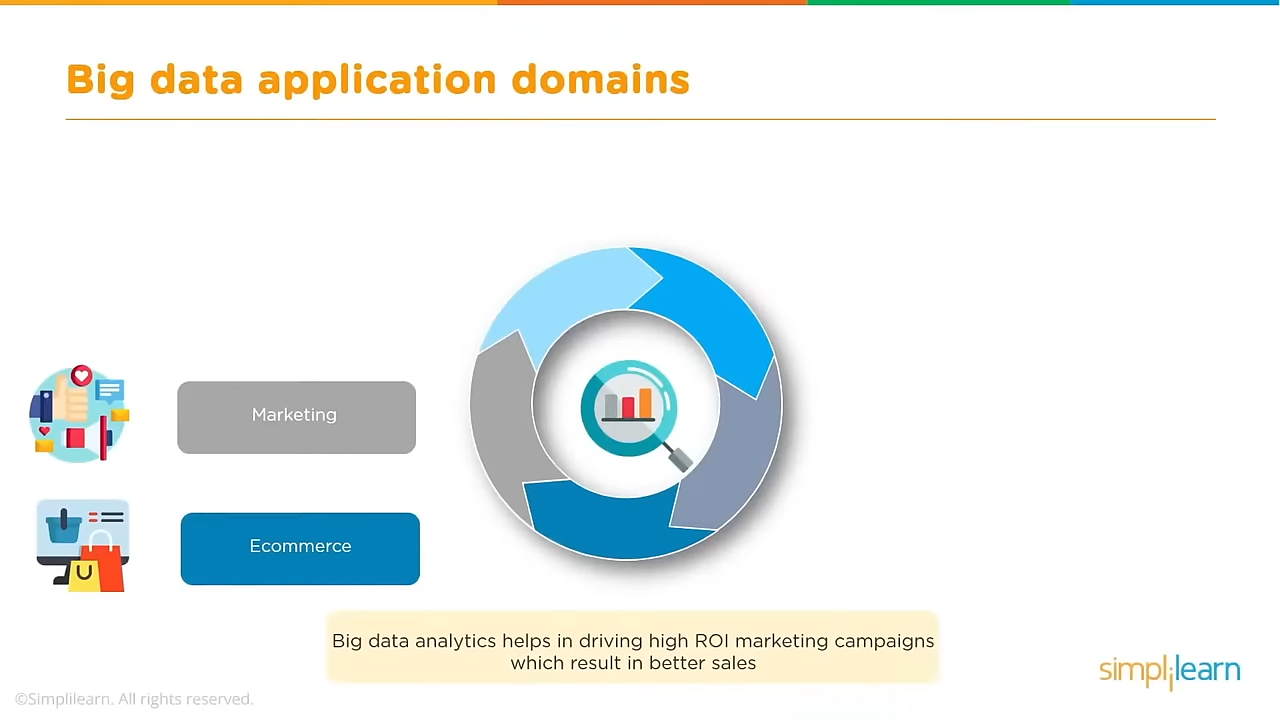 Big data application domains
Marketing
Ecommerce
Big data analytics helps in driving high ROI marketing campaigns
which result in better sales
simplilearn
©Simplilearn. All rights reserved.